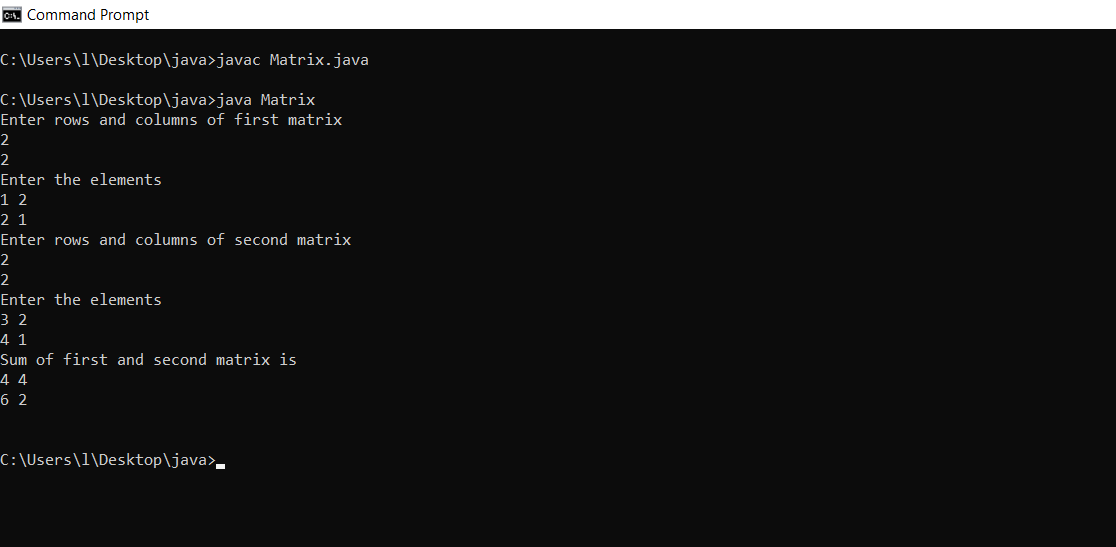 Command Prompt
C:\Users\l\Desktop\java>javac Matrix.java
C:\Users\l\Desktop\java>java Matrix
Enter rows and columns of first matrix
2
2
Enter the elements
1 2
2 1
Enter rows and columns of second matrix
2
2
Enter the elements
3 2
4 1
Sum of first and second matrix is
4 4
6 2
C:\Users\l\Desktop\java>